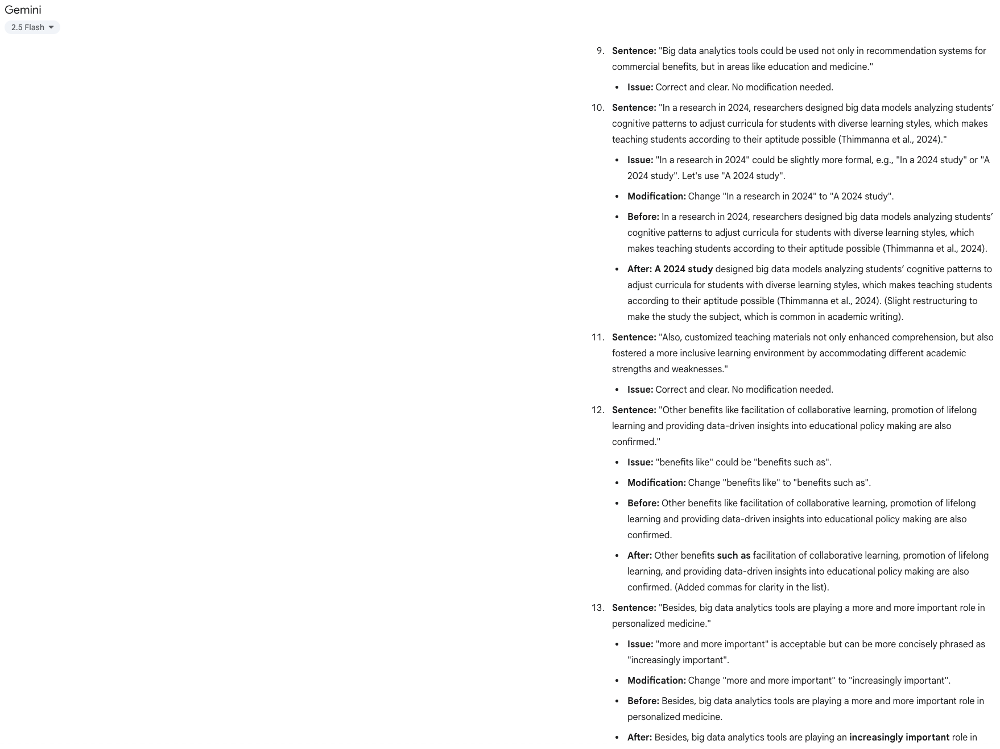 Gemini
2.5 Flash
9. Sentence: "Big data analytics tools could be used not only in recommendation systems for
commercial benefits, but in areas like education and medicine."
• Issue: Correct and clear. No modification needed.
10. Sentence: "In a research in 2024, researchers designed big data models analyzing students’
cognitive patterns to adjust curricula for students with diverse learning styles, which makes
teaching students according to their aptitude possible (Thimmanna et al., 2024)."
• Issue: "In a research in 2024" could be slightly more formal, e.g., "In a 2024 study" or "A
2024 study". Let's use "A 2024 study".
• Modification: Change "In a research in 2024" to "A 2024 study".
• Before: In a research in 2024, researchers designed big data models analyzing students’
cognitive patterns to adjust curricula for students with diverse learning styles, which
makes teaching students according to their aptitude possible (Thimmanna et al., 2024).
• After: A 2024 study designed big data models analyzing students’ cognitive patterns to
adjust curricula for students with diverse learning styles, which makes teaching students
according to their aptitude possible (Thimmanna et al., 2024). (Slight restructuring to
make the study the subject, which is common in academic writing).
11. Sentence: "Also, customized teaching materials not only enhanced comprehension, but also
fostered a more inclusive learning environment by accommodating different academic
strengths and weaknesses."
• Issue: Correct and clear. No modification needed.
12. Sentence: "Other benefits like facilitation of collaborative learning, promotion of lifelong
learning and providing data-driven insights into educational policy making are also
confirmed."
• Issue: "benefits like" could be "benefits such as".
• Modification: Change "benefits like" to "benefits such as".
• Before: Other benefits like facilitation of collaborative learning, promotion of lifelong
learning and providing data-driven insights into educational policy making are also
confirmed.
• After: Other benefits such as facilitation of collaborative learning, promotion of lifelong
learning, and providing data-driven insights into educational policy making are also
confirmed. (Added commas for clarity in the list).
13. Sentence: "Besides, big data analytics tools are playing a more and more important role in
personalized medicine."
• Issue: "more and more important" is acceptable but can be more concisely phrased as
"increasingly important".
• Modification: Change "more and more important" to "increasingly important".
• Before: Besides, big data analytics tools are playing a more and more important role in
personalized medicine.
• After: Besides, big data analytics tools are playing an increasingly important role in